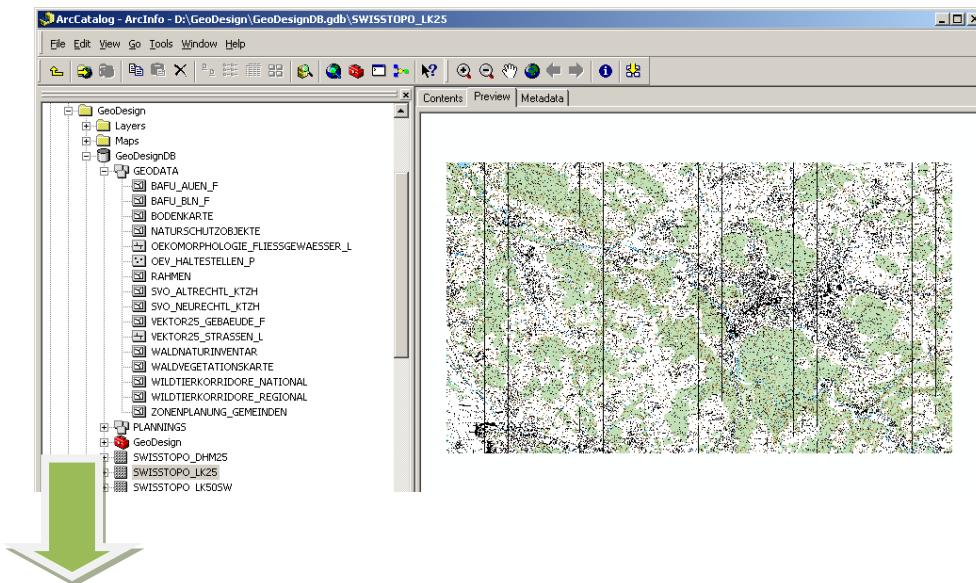 ArcCatalog - ArcInfo - D:\GeoDesign\GeoDesignDB.gdb\SWISSTOPO_LK25
File Edit View Go Tools Window Help
GeoDesign
Layers
Maps
GeoDesignDB
GEODATA
BAFU_AUEN_F
BAFU_BLN_F
BODENKARTE
NATURSCHUTZOBJEKTE
OEKOMORPHOLOGIE_FLIESSGEWAESSER_L
OEV_HALTESTELLEN_P
RAHMEN
SVO_ALTRECHTL_KTZH
SVO_NEURECHTL_KTZH
VEKTOR25_GEBAEUDE_F
VEKTOR25_STRASSEN_L
WALDNATURINVENTAR
WALDVEGETATIONSKARTE
WILDTIERKORRIDORE_NATIONAL
WILDTIERKORRIDORE_REGIONAL
ZONENPLANUNG_GEMEINDEN
PLANNINGS
GeoDesign
SWISSTOPO_DHM25
SWISSTOPO_LK25
SWISSTOPO_LK50SW
Contents Preview Metadata